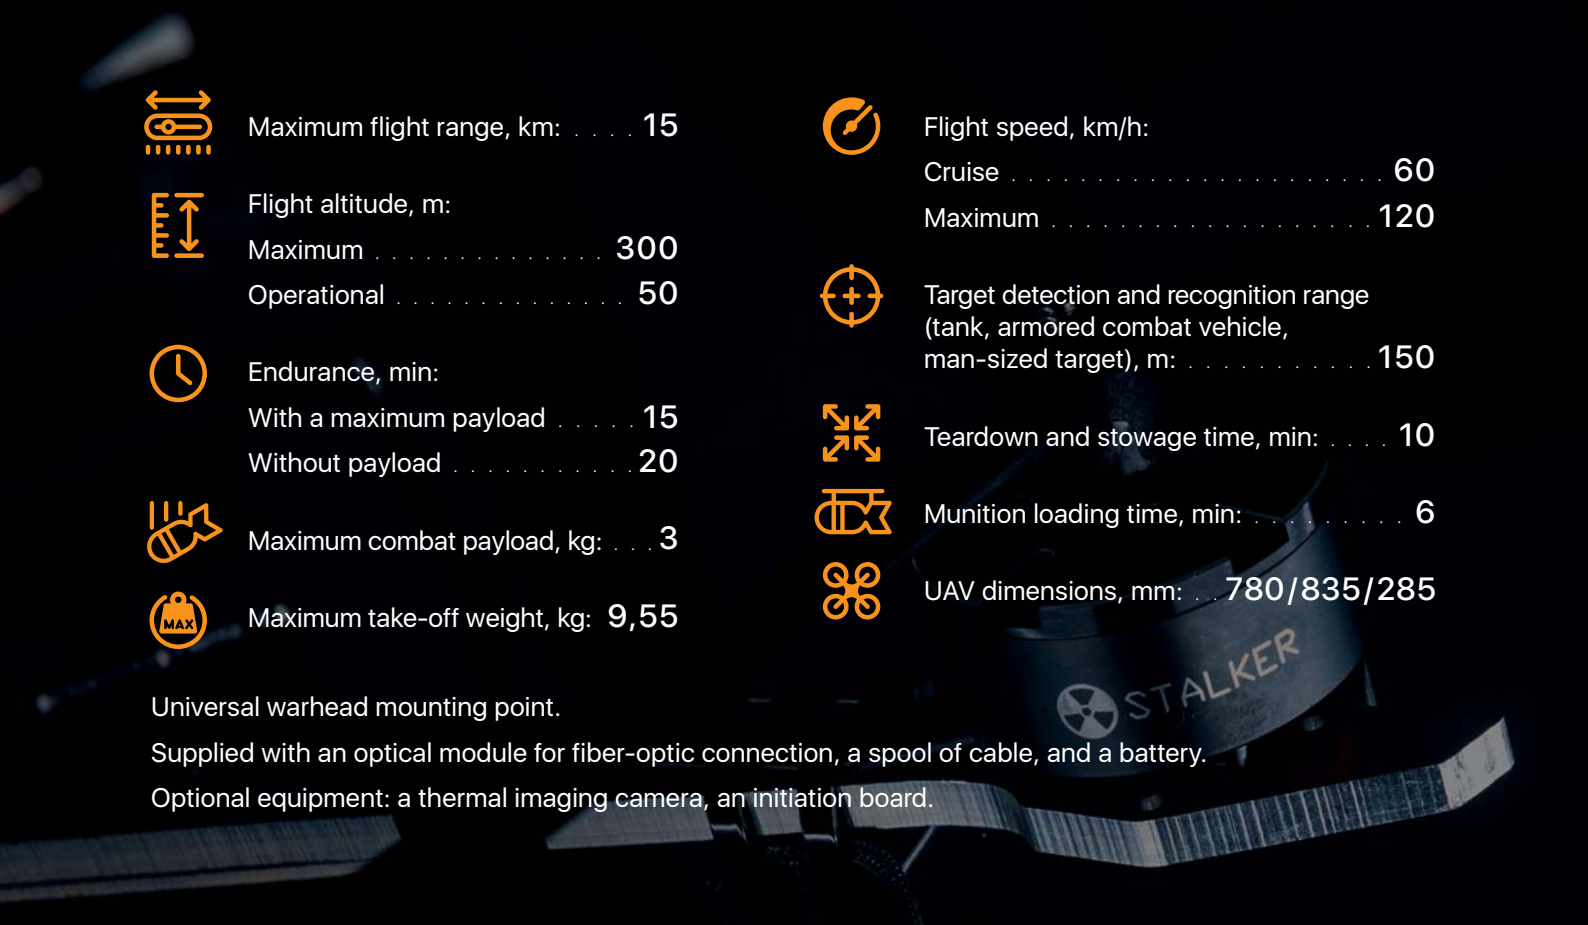 Maximum flight range, km: . . . . 15
Flight altitude, m:
Maximum . . . . . . . . . . . . . . 300
Operational . . . . . . . . . . . . . . 50
Endurance, min:
With a maximum payload . . . . . 15
Without payload . . . . . . . . . . . 20
Maximum combat payload, kg: . . . 3
MAX
Maximum take-off weight, kg: 9,55
Flight speed, km/h:
Cruise . . . . . . . . . . . . . . . . . . . . . . 60
Maximum . . . . . . . . . . . . . . . . . . . 120
Target detection and recognition range
(tank, armored combat vehicle,
man-sized target), m: . . . . . . . . . . . 150
Teardown and stowage time, min: . . . . 10
Munition loading time, min: . . . . . . . . . 6
UAV dimensions, mm: . . 780/835/285
STALKER
Universal warhead mounting point.
Supplied with an optical module for fiber-optic connection, a spool of cable, and a battery.
Optional equipment: a thermal imaging camera, an initiation board.